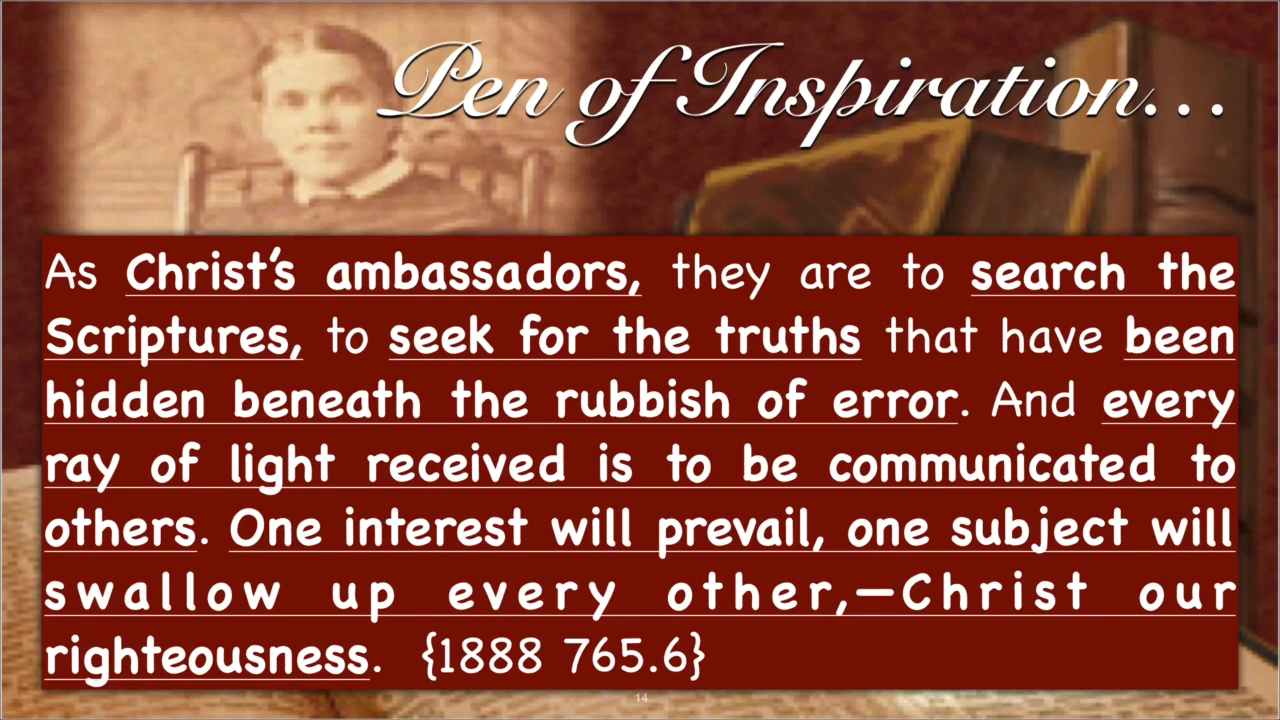 Pen of Inspiration...
As Christ's ambassadors, they are to search the
Scriptures, to seek for the truths that have been
hidden beneath the rubbish of error. And every
ray of light received is to be communicated to
others. One interest will prevail, one subject will
swallow up every other,—Christ our
righteousness. {1888 765.6}
14